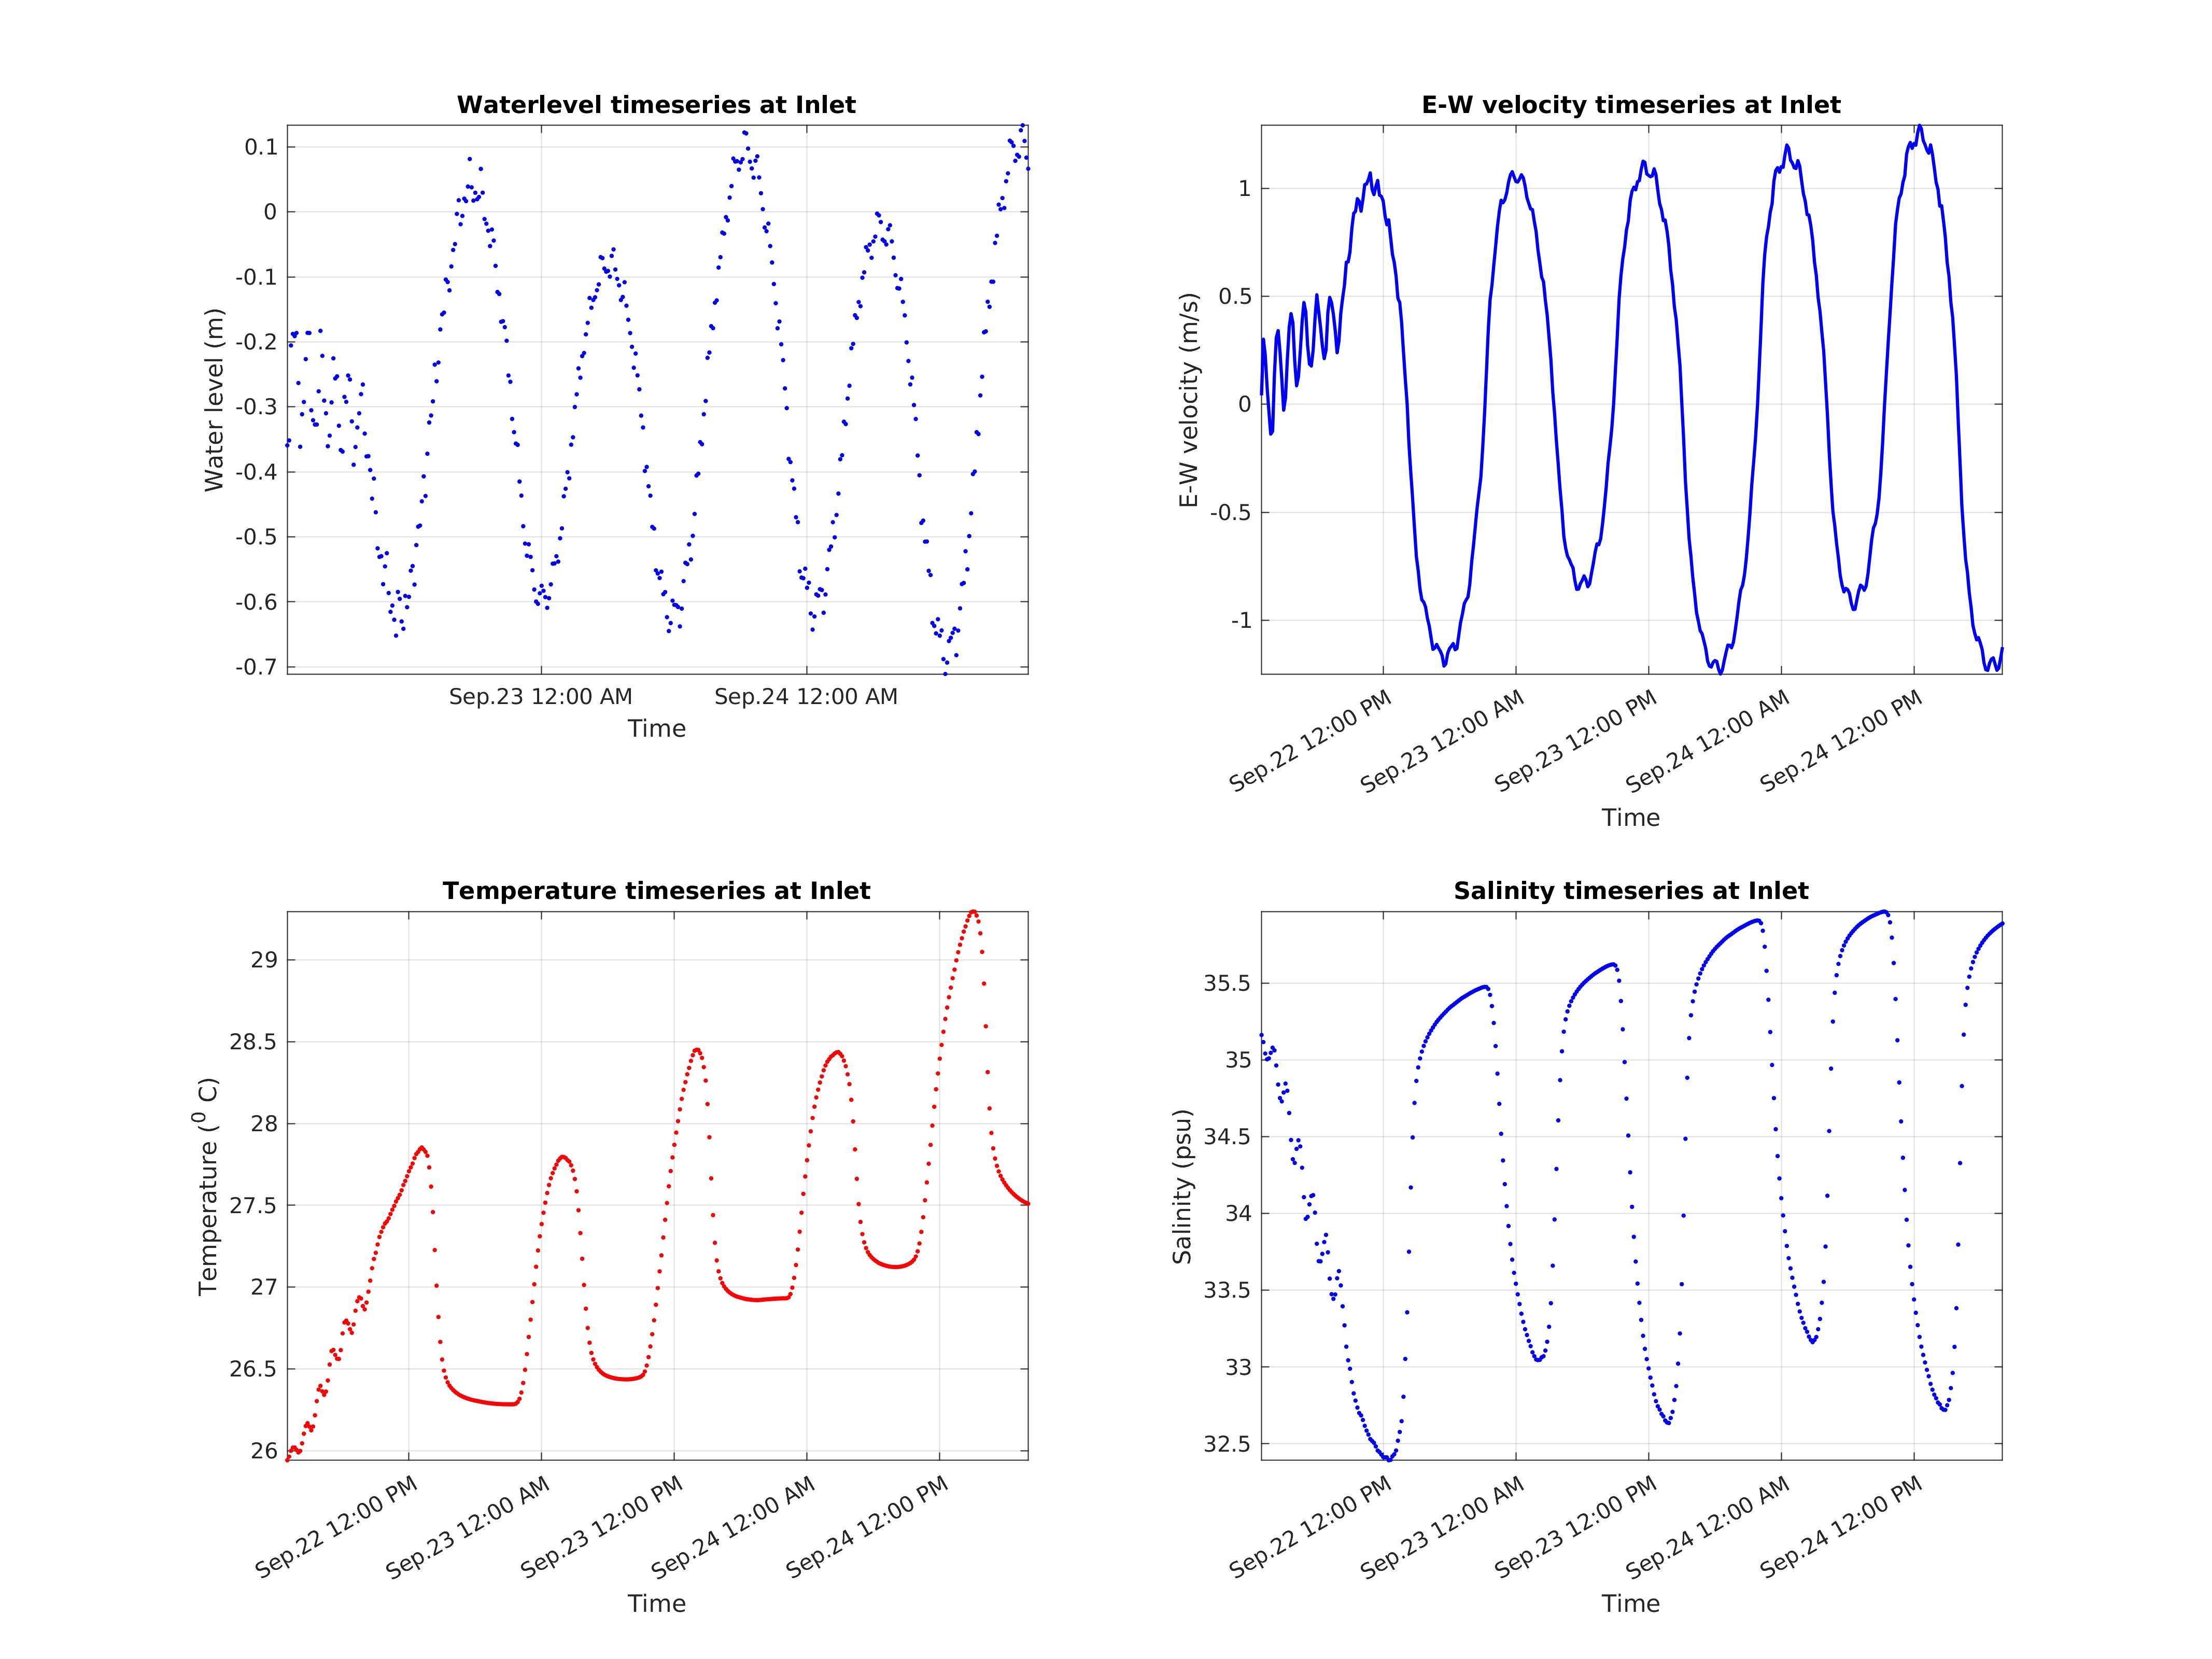 Waterlevel timeseries at Inlet
0.1
0
-0.1
-0.2
-0.3
-0.4
-0.5
-0.6
-0.7
Water level (m)
Sep.23 12:00 AM
Sep.24 12:00 AM
Time
E-W velocity timeseries at Inlet
1
0.5
0
-0.5
-1
E-W velocity (m/s)
Sep.22 12:00 PM
Sep.23 12:00 AM
Sep.23 12:00 PM
Sep.24 12:00 AM
Sep.24 12:00 PM
Time
Temperature timeseries at Inlet
29
28.5
28
27.5
27
26.5
26
Temperature (⁰ C)
Sep.22 12:00 PM
Sep.23 12:00 AM
Sep.23 12:00 PM
Sep.24 12:00 AM
Sep.24 12:00 PM
Time
Salinity timeseries at Inlet
35.5
35
34.5
34
33.5
33
32.5
Salinity (psu)
Sep.22 12:00 PM
Sep.23 12:00 AM
Sep.23 12:00 PM
Sep.24 12:00 AM
Sep.24 12:00 PM
Time